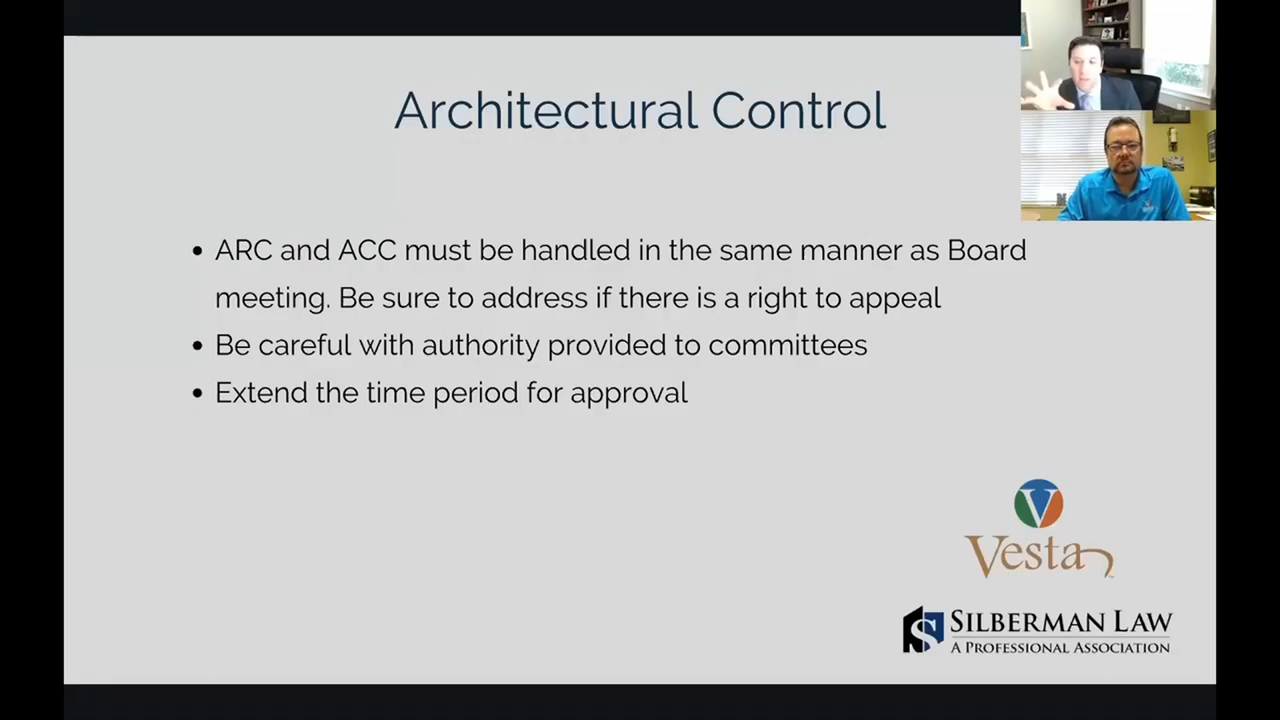 Architectural Control
• ARC and ACC must be handled in the same manner as Board
meeting. Be sure to address if there is a right to appeal
• Be careful with authority provided to committees
• Extend the time period for approval
V
Vesta
S
SILBERMAN LAW
A PROFESSIONAL ASSOCIATION